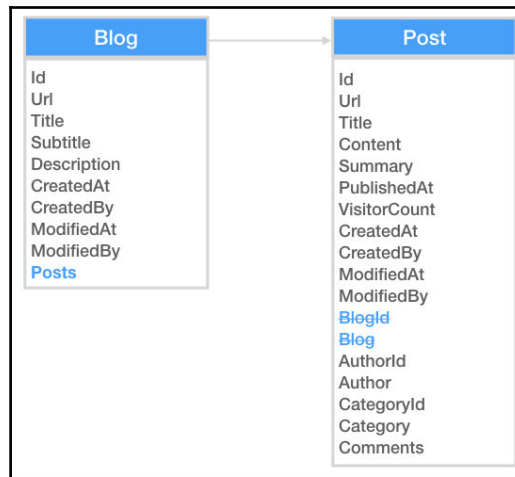 Blog
Id
Url
Title
Subtitle
Description
CreatedAt
CreatedBy
ModifiedAt
ModifiedBy
Posts
Post
Id
Url
Title
Content
Summary
PublishedAt
VisitorCount
CreatedAt
CreatedBy
ModifiedAt
ModifiedBy
BlogId
Blog
AuthorId
Author
CategoryId
Category
Comments